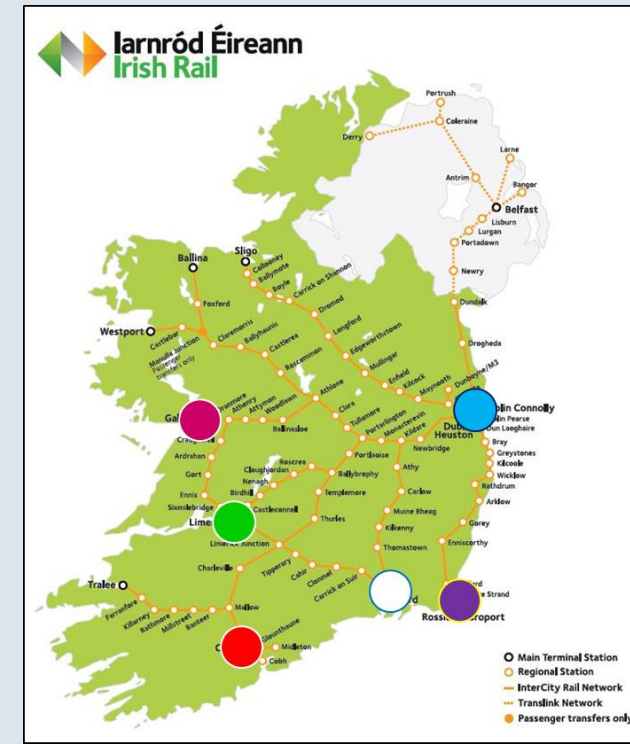 Iarnród Éireann
Irish Rail
Portrush
Coleraine
Derry
Larne
Antrim
Bangor
Belfast
Lisburn
Lurgan
Portadown
Newry
Dundalk
Drogheda
Sligo
Collooney
Ballymote
Boyle
Carrick on Shannon
Dromod
Longford
Edgeworthstown
Mullingar
Enfield
Kilcock
Maynooth
Dunboyne/M3
Ballina
Foxford
Westport
Castlebar
Manulla Junction
Passenger
transfers only
Claremorris
Ballyhaunis
Castlerea
Roscommon
Athlone
Athenry
Attymon
Woodlawn
Ballinasloe
Clara
Tullamore
Portarlington
Monasterevin
Kildare
Newbridge
Heuston
Connolly
Pearse
Dun Laoghaire
Bray
Greystones
Kilcoole
Wicklow
Rathdrum
Arklow
Gorey
Enniscorthy
Strand
Ardrahan
Gort
Ennis
Sixmilebridge
Portlaoise
Ballybrophy
Roscrea
Cloughjordan
Nenagh
Birdhill
Castleconnell
Templemore
Thurles
Limerick Junction
Athy
Carlow
Muine Bheag
Kilkenny
Thomastown
Tipperary
Cahir
Clonmel
Carrick on Suir
Charleville
Tralee
Farranfore
Killarney
Rathmore
Millstreet
Banteer
Mallow
Glounthaune
Midleton
Cobh
Main Terminal Station
Regional Station
InterCity Rail Network
Translink Network
Passenger transfers only